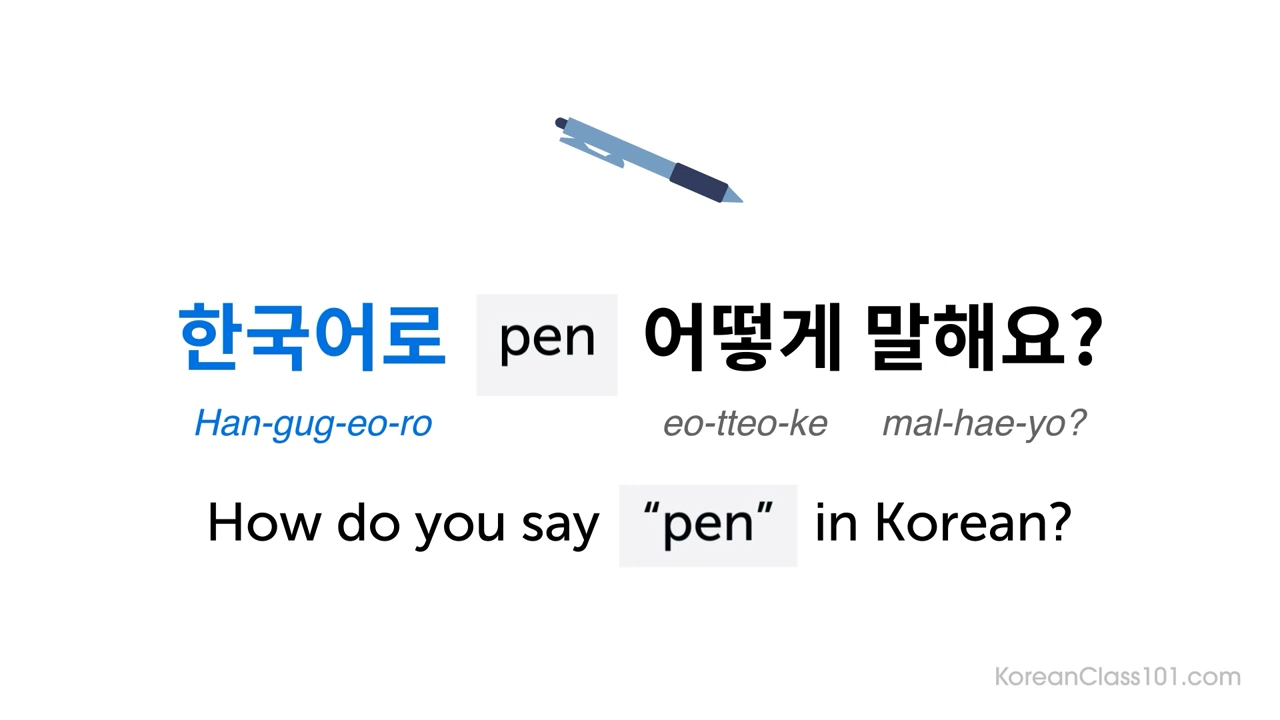 한국어로 pen 어떻게 말해요?
Han-gug-eo-ro eo-tteo-ke mal-hae-yo?
How do you say “pen” in Korean?
KoreanClass101.com